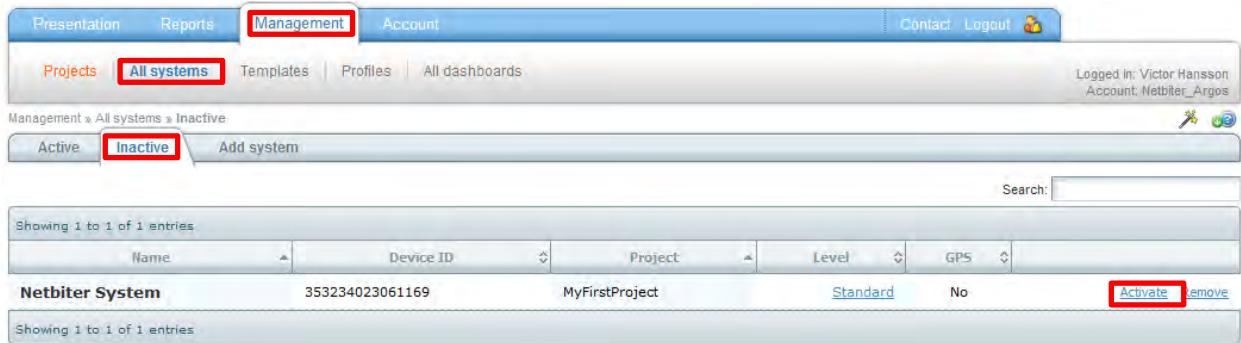 Presentation Reports Management Account Contact Logout
Projects All systems Templates Profiles All dashboards
Logged in: Victor Hansson
Account: Netbiter_Argos
Management » All systems » Inactive
Active Inactive Add system
Search:
Showing 1 to 1 of 1 entries
Name Device ID Project Level GPS
Netbiter System 353234023061169 MyFirstProject Standard No Activate Remove
Showing 1 to 1 of 1 entries